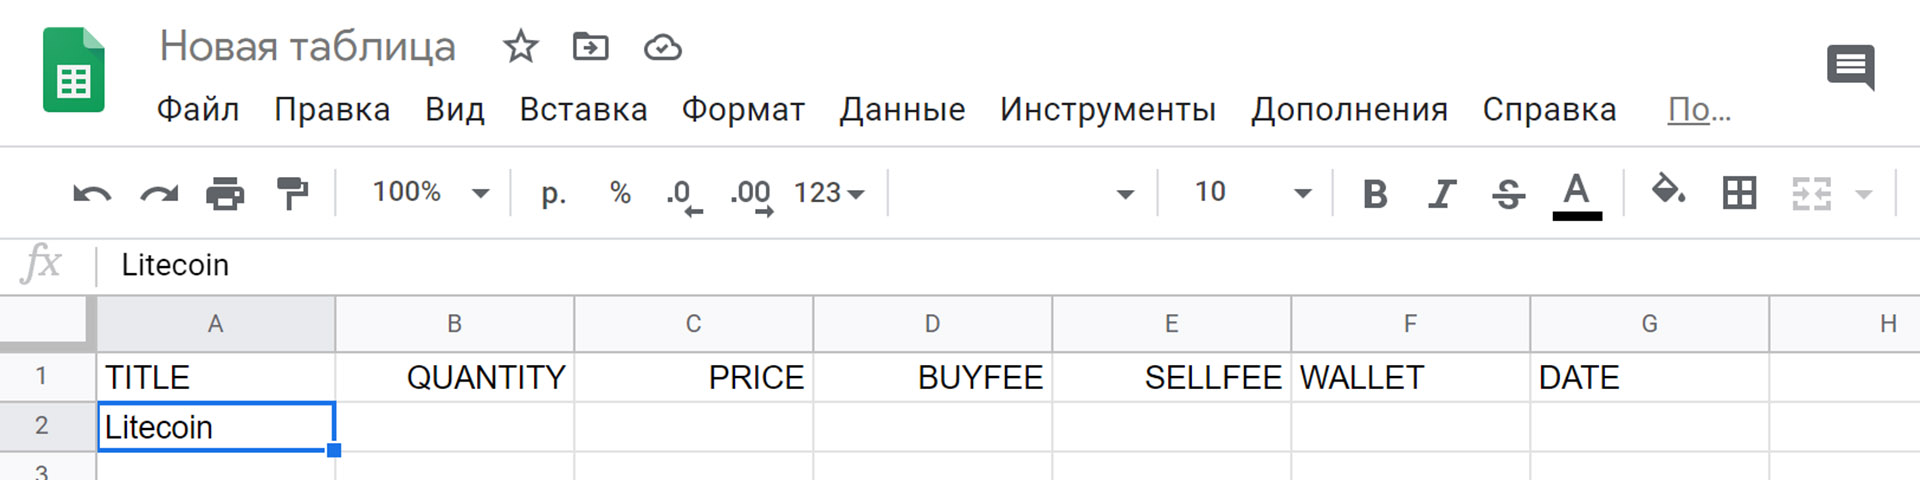 Новая таблица
Файл Правка Вид Вставка Формат Данные Инструменты Дополнения Справка По...
100% р. % .0 .00 123 10 B I S A
fx Litecoin
A B C D E F G H
1 TITLE QUANTITY PRICE BUYFEE SELLFEE WALLET DATE
2 Litecoin
3